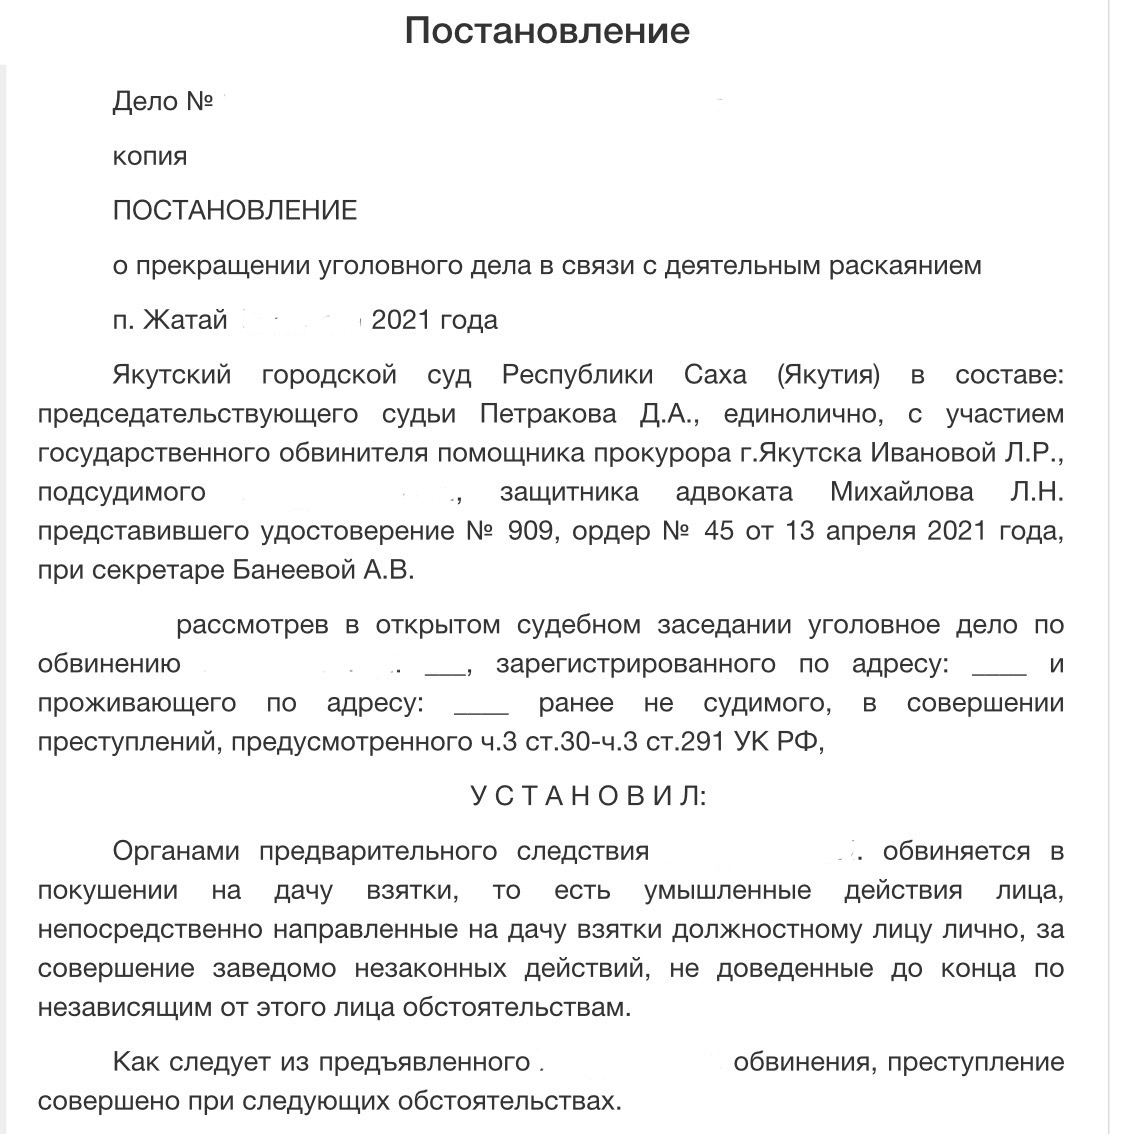 Постановление
Дело №
копия
ПОСТАНОВЛЕНИЕ
о прекращении уголовного дела в связи с деятельным раскаянием
п. Жатай 2021 года
Якутский городской суд Республики Саха (Якутия) в составе:
председательствующего судьи Петракова Д.А., единолично, с участием
государственного обвинителя помощника прокурора г.Якутска Ивановой Л.Р.,
подсудимого , защитника адвоката Михайлова Л.Н.
представившего удостоверение № 909, ордер № 45 от 13 апреля 2021 года,
при секретаре Банеевой А.В.
рассмотрев в открытом судебном заседании уголовное дело по
обвинению . ___, зарегистрированного по адресу: ____ и
проживающего по адресу: ____ ранее не судимого, в совершении
преступлений, предусмотренного ч.3 ст.30-ч.3 ст.291 УК РФ,
У С Т А Н О В И Л:
Органами предварительного следствия . обвиняется в
покушении на дачу взятки, то есть умышленные действия лица,
непосредственно направленные на дачу взятки должностному лицу лично, за
совершение заведомо незаконных действий, не доведенные до конца по
независящим от этого лица обстоятельствам.
Как следует из предъявленного обвинения, преступление
совершено при следующих обстоятельствах.